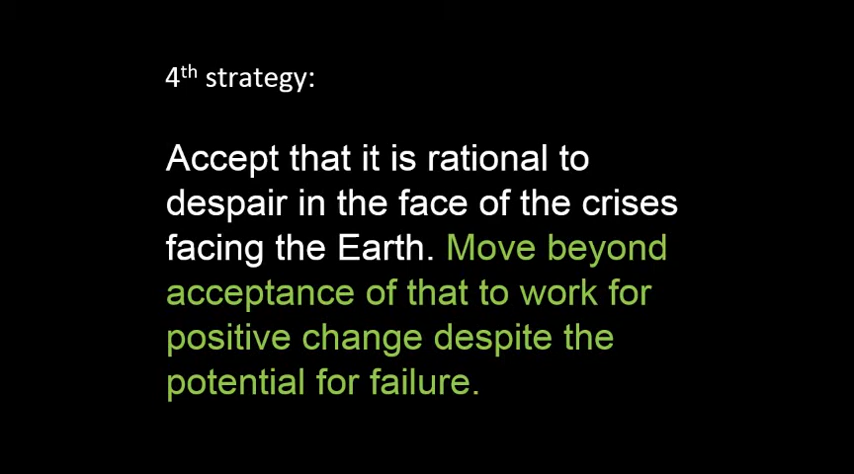 4th strategy:
Accept that it is rational to
despair in the face of the crises
facing the Earth. Move beyond
acceptance of that to work for
positive change despite the
potential for failure.